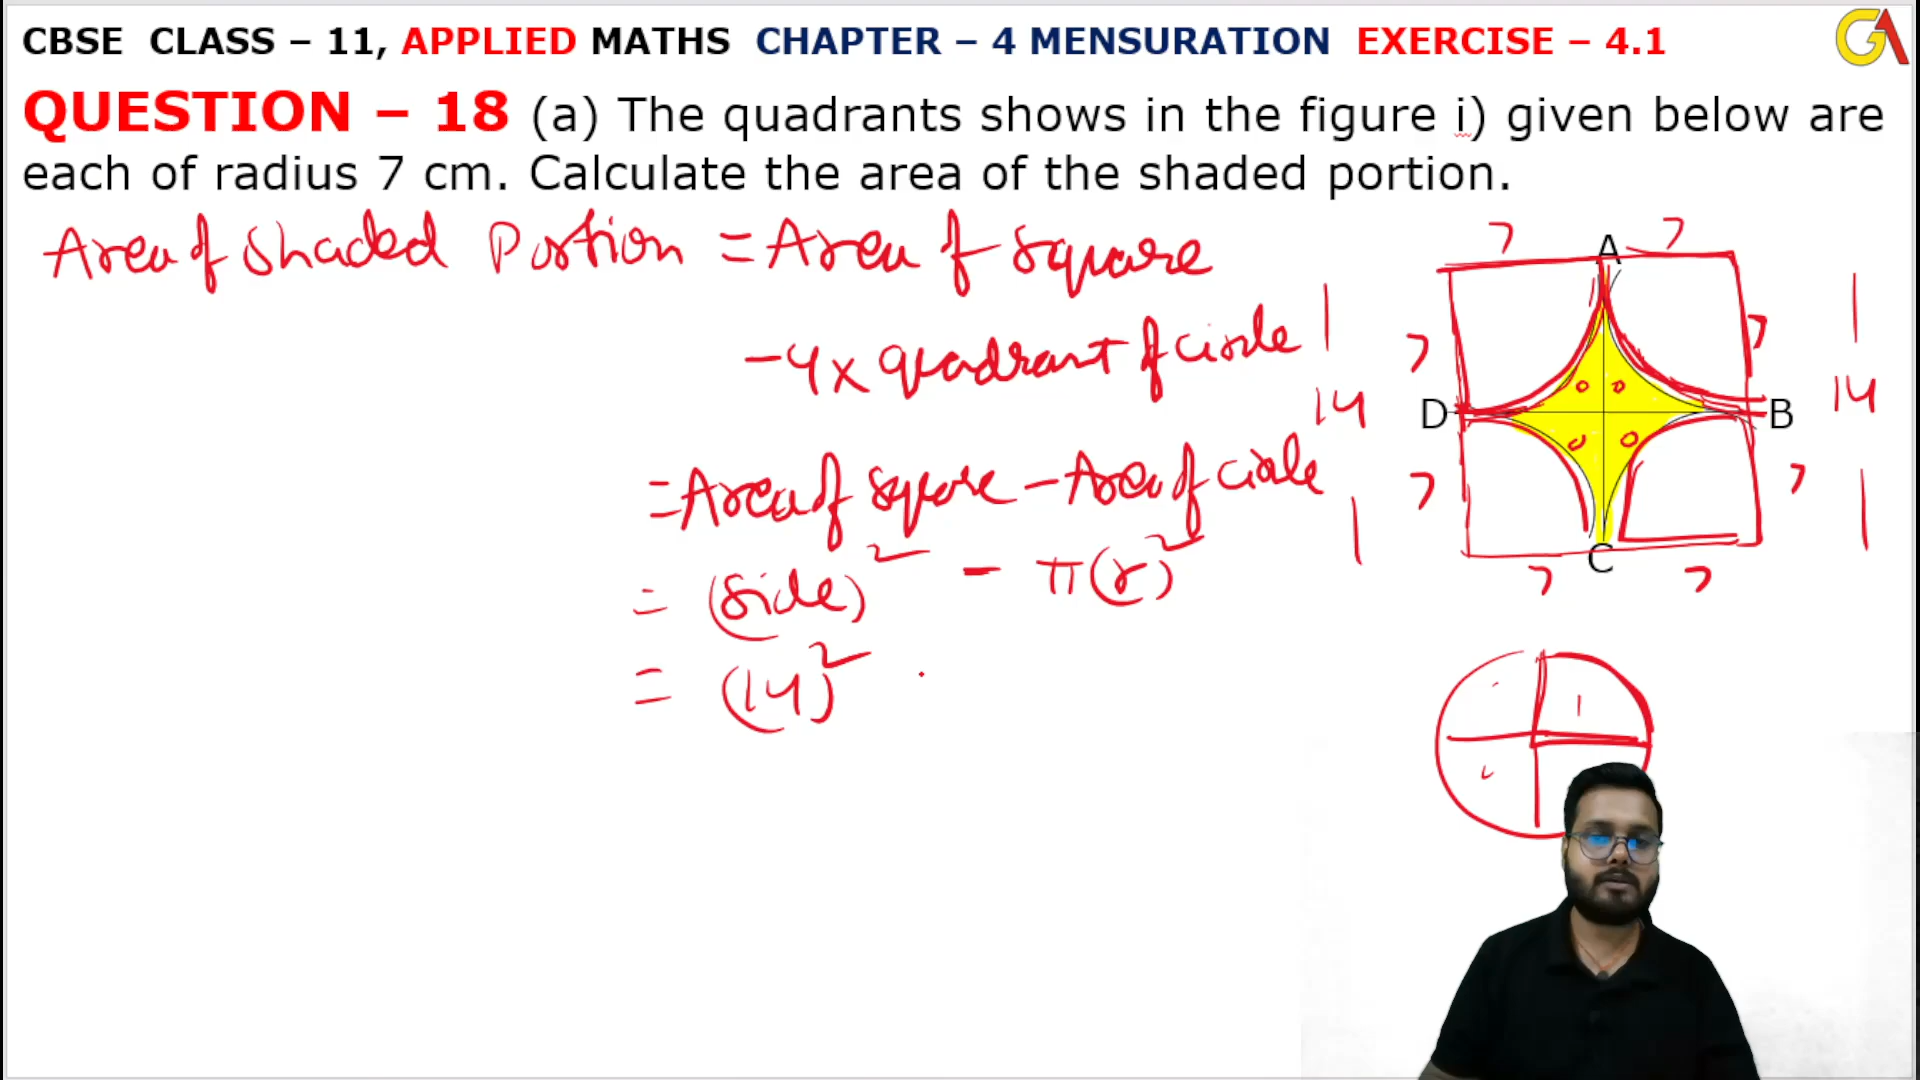 CBSE CLASS – 11, APPLIED MATHS CHAPTER – 4 MENSURATION EXERCISE – 4.1
GA
QUESTION – 18 (a) The quadrants shows in the figure i) given below are
each of radius 7 cm. Calculate the area of the shaded portion.
Area of Shaded Portion = Area of square
- 4 x quadrant of circle
= Area of square - Area of circle
= (side)² - π(r)²
= (14)²
7 7
A
7 7
14 D B 14
7 7
C
7 7
1